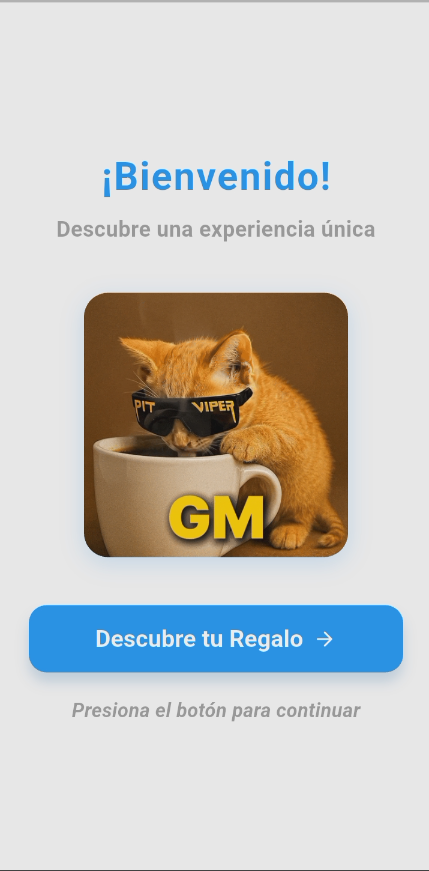 ¡Bienvenido!
Descubre una experiencia única
PIT VIPER
GM
Descubre tu Regalo →
Presiona el botón para continuar